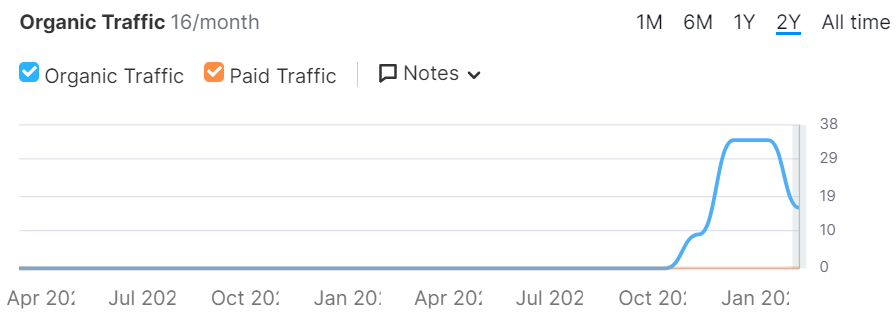 Organic Traffic 16/month 1M 6M 1Y 2Y All time
Organic Traffic Paid Traffic Notes
38
29
19
10
0
Apr 202 Jul 202 Oct 202 Jan 202 Apr 202 Jul 202 Oct 202 Jan 202